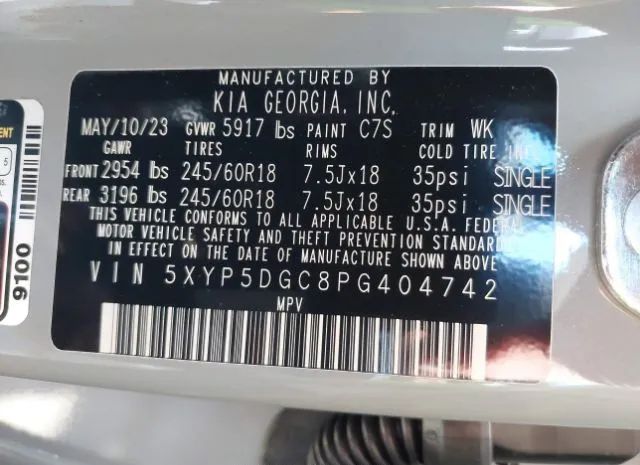 MANUFACTURED BY
KIA GEORGIA, INC.
MAY/10/23 GVWR 5917 lbs PAINT C7S TRIM WK
GAWR TIRES RIMS COLD TIRE INF
FRONT 2954 lbs 245/60R18 7.5Jx18 35psi SINGLE
REAR 3196 lbs 245/60R18 7.5Jx18 35psi SINGLE
THIS VEHICLE CONFORMS TO ALL APPLICABLE U.S.A. FEDERAL
MOTOR VEHICLE SAFETY AND THEFT PREVENTION STANDARDS
IN EFFECT ON THE DATE OF MANUFACTURE SHOWN ABOVE
VIN 5XYP5DGC8PG404742
MPV
9100